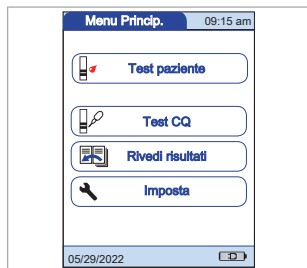 Menu Princip. 09:15 am
Test paziente
Test CQ
Rivedi risultati
Imposta
05/29/2022